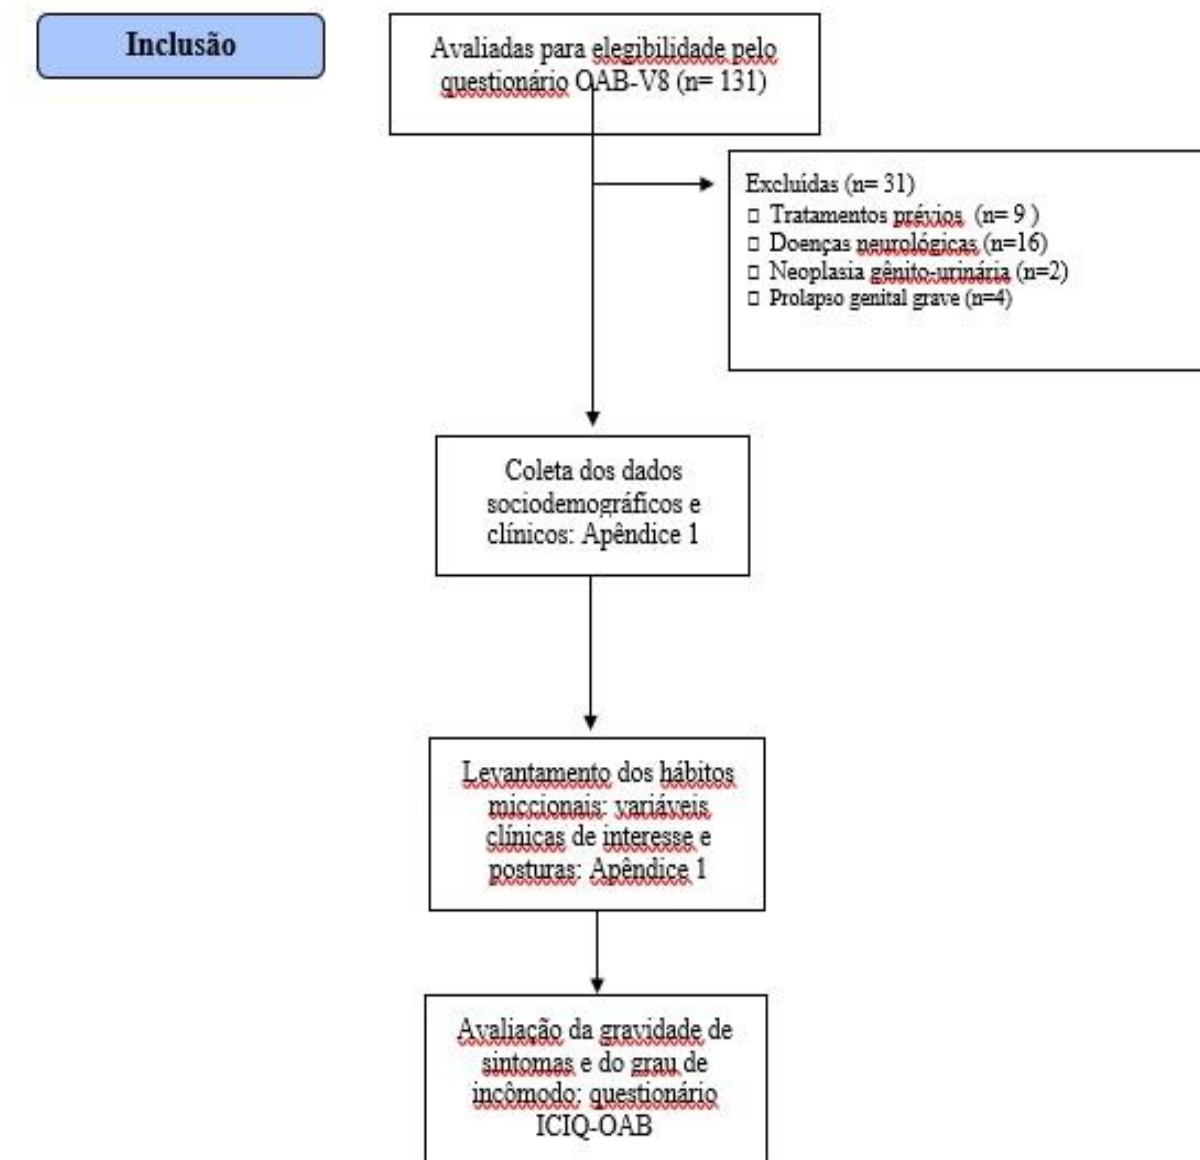 Inclusão
Avaliadas para elegibilidade pelo
questionário OAB-V8 (n= 131)
Excluídas (n= 31)
□ Tratamentos prévios (n= 9 )
□ Doenças neurológicas (n=16)
□ Neoplasia gênito-urinária (n=2)
□ Prolapso genital grave (n=4)
Coleta dos dados
sociodemográficos e
clínicos: Apêndice 1
Levantamento dos hábitos
miccionais: variáveis
clínicas de interesse e
posturas: Apêndice 1
Avaliação da gravidade de
sintomas e do grau de
incômodo: questionário
ICIQ-OAB